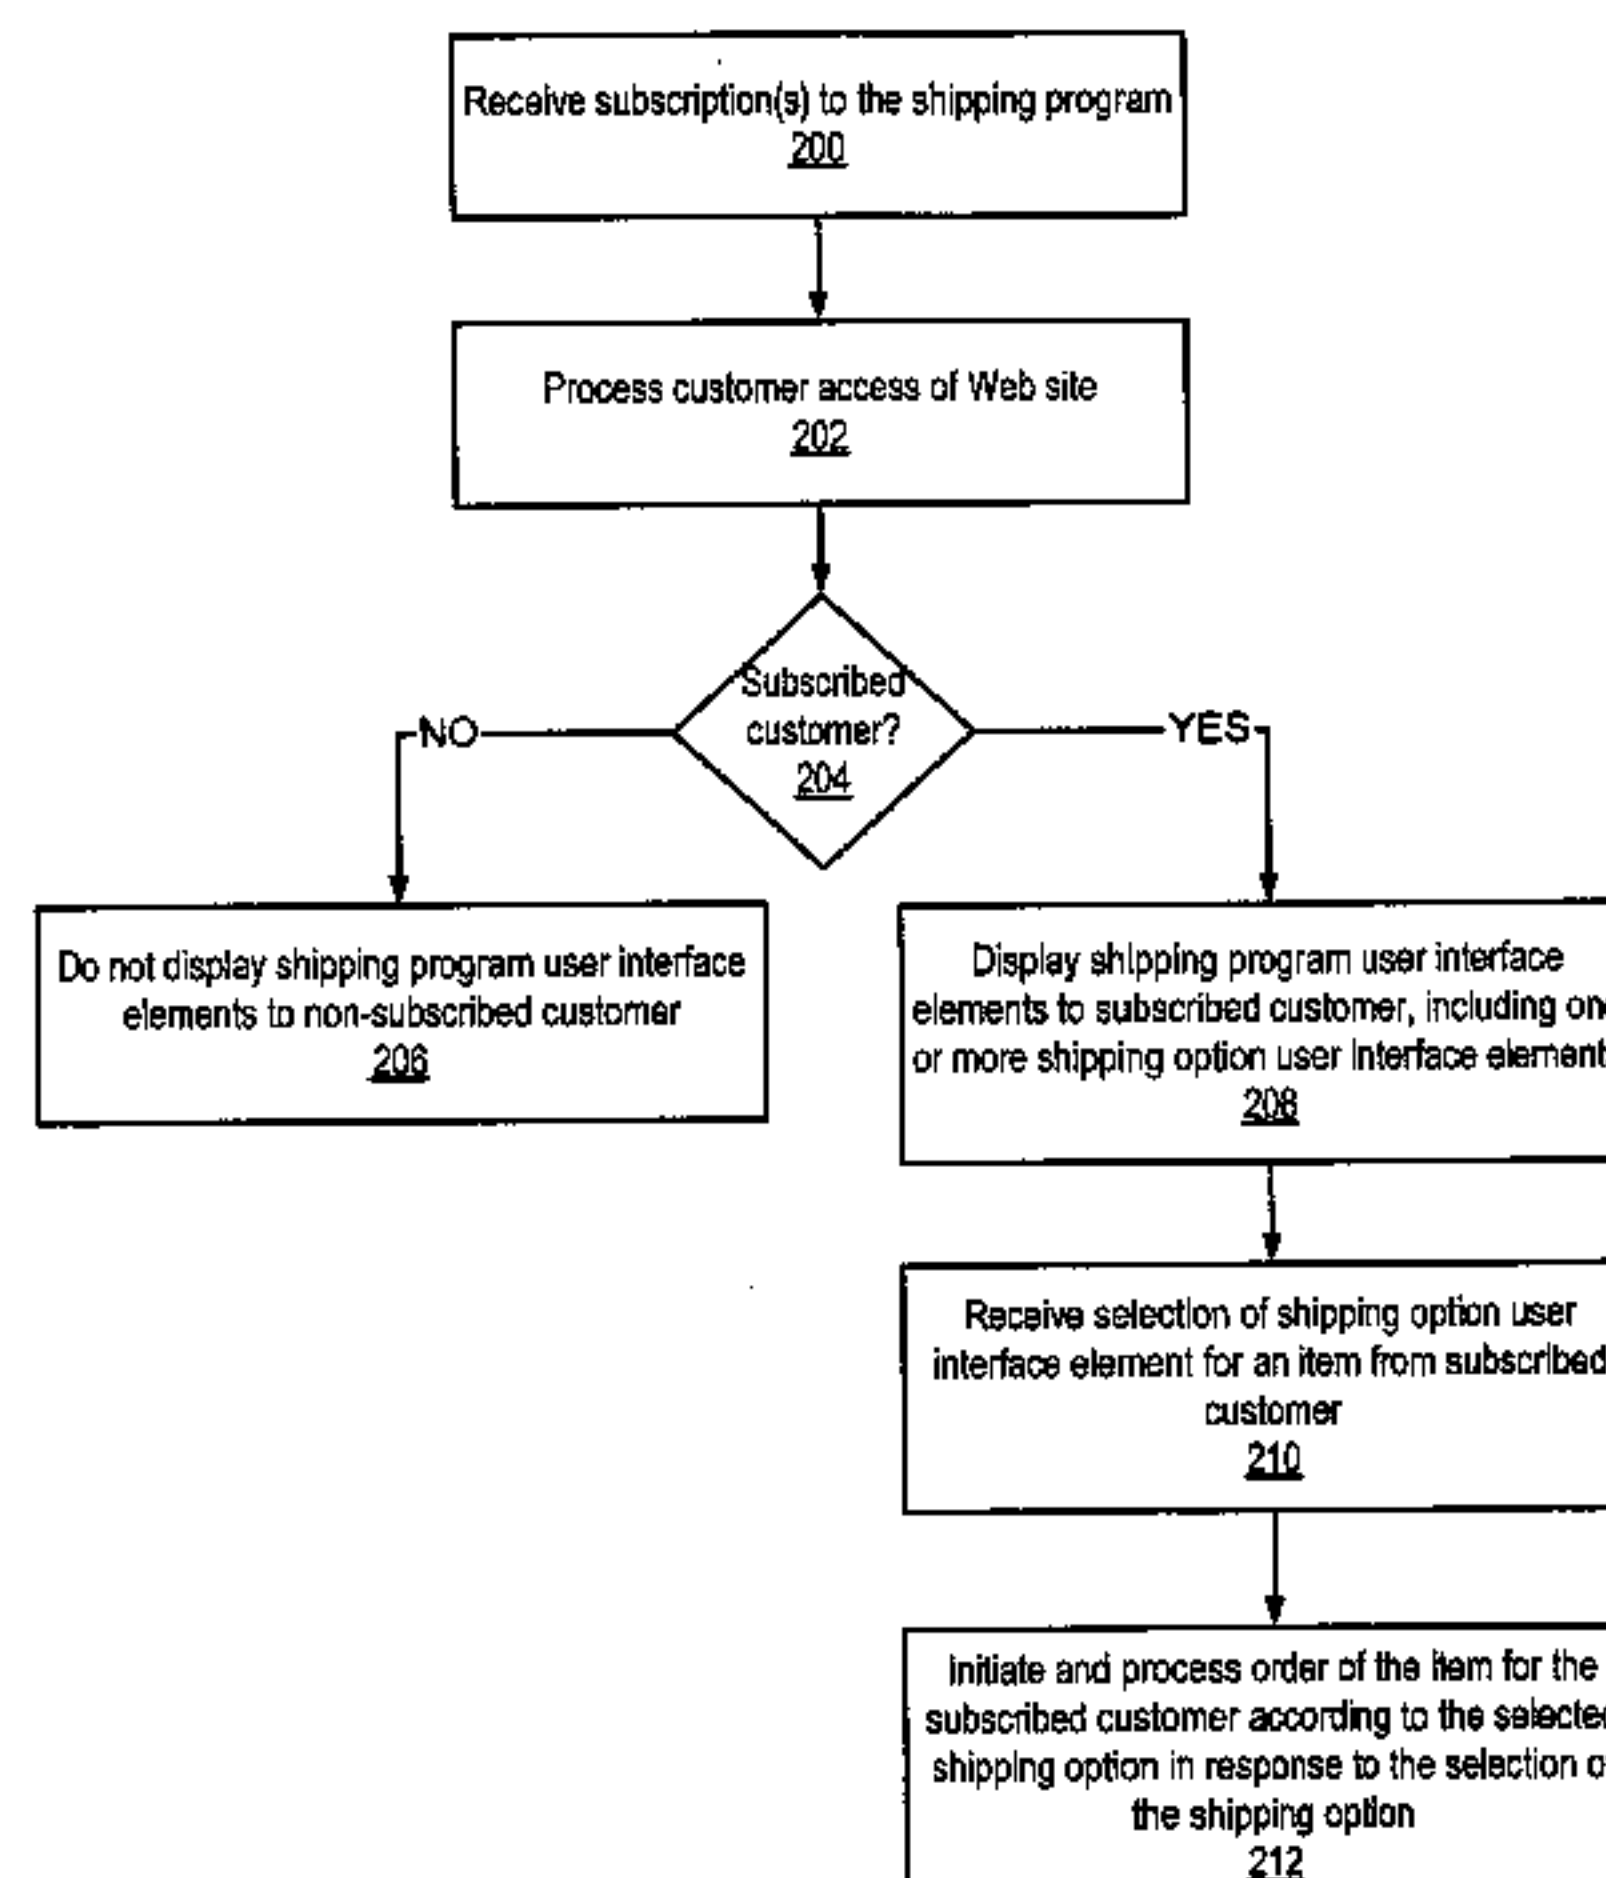 Receive subscription(s) to the shipping program
200
Process customer access of Web site
202
Subscribed
customer?
204
NO
YES
Do not display shipping program user interface
elements to non-subscribed customer
206
Display shipping program user interface
elements to subscribed customer, including
or more shipping option user interface
208
Receive selection of shipping option user
interface element for an item from subscribed
customer
210
Initiate and process order of the item for the
subscribed customer according to the
shipping option in response to the selection
the shipping option
212